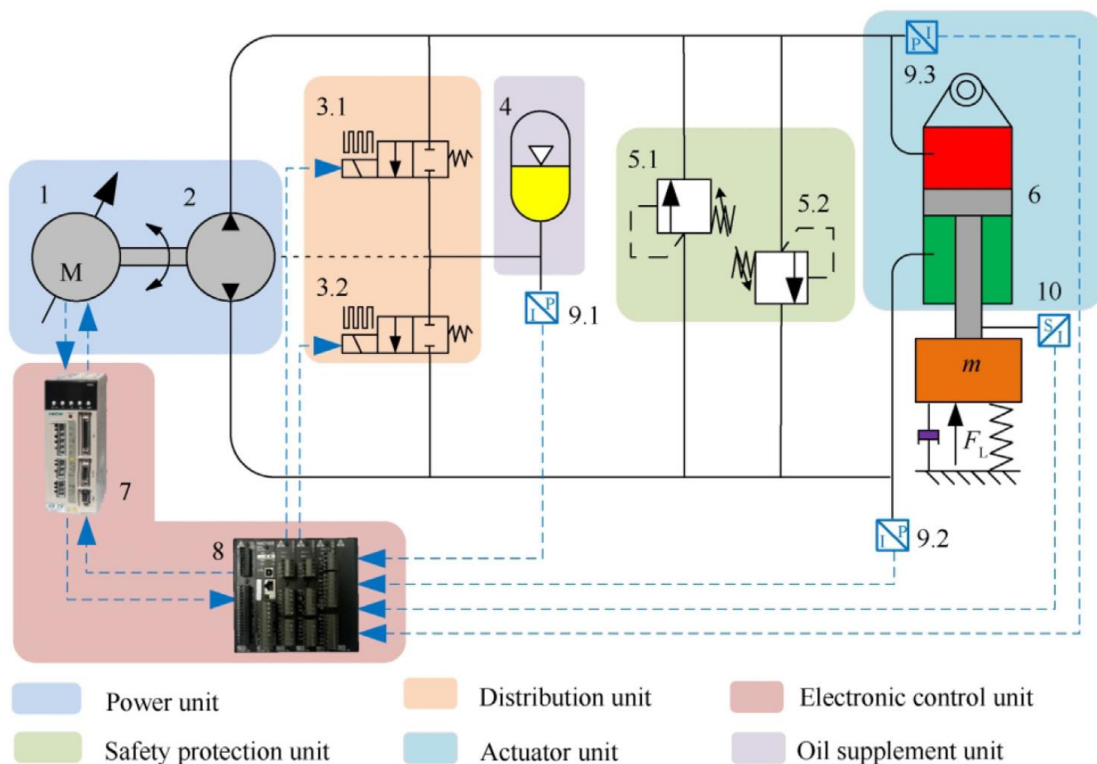 P I
9.3
3.1
4
5.1
6
1
2
5.2
M
3.2
I P
9.1
10
S I
m
F_L
7
8
I P
9.2
Power unit
Distribution unit
Electronic control unit
Safety protection unit
Actuator unit
Oil supplement unit